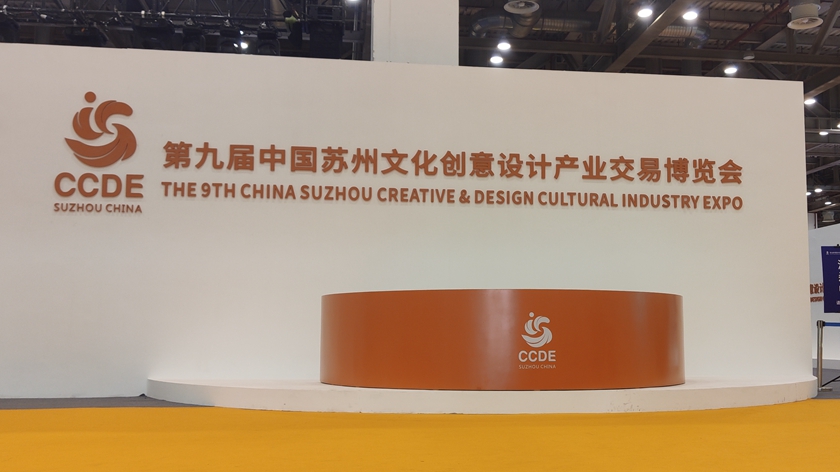 CCDE
SUZHOU CHINA
第九届中国苏州文化创意设计产业交易博览会
THE 9TH CHINA SUZHOU CREATIVE & DESIGN CULTURAL INDUSTRY EXPO
CCDE
SUZHOU CHINA